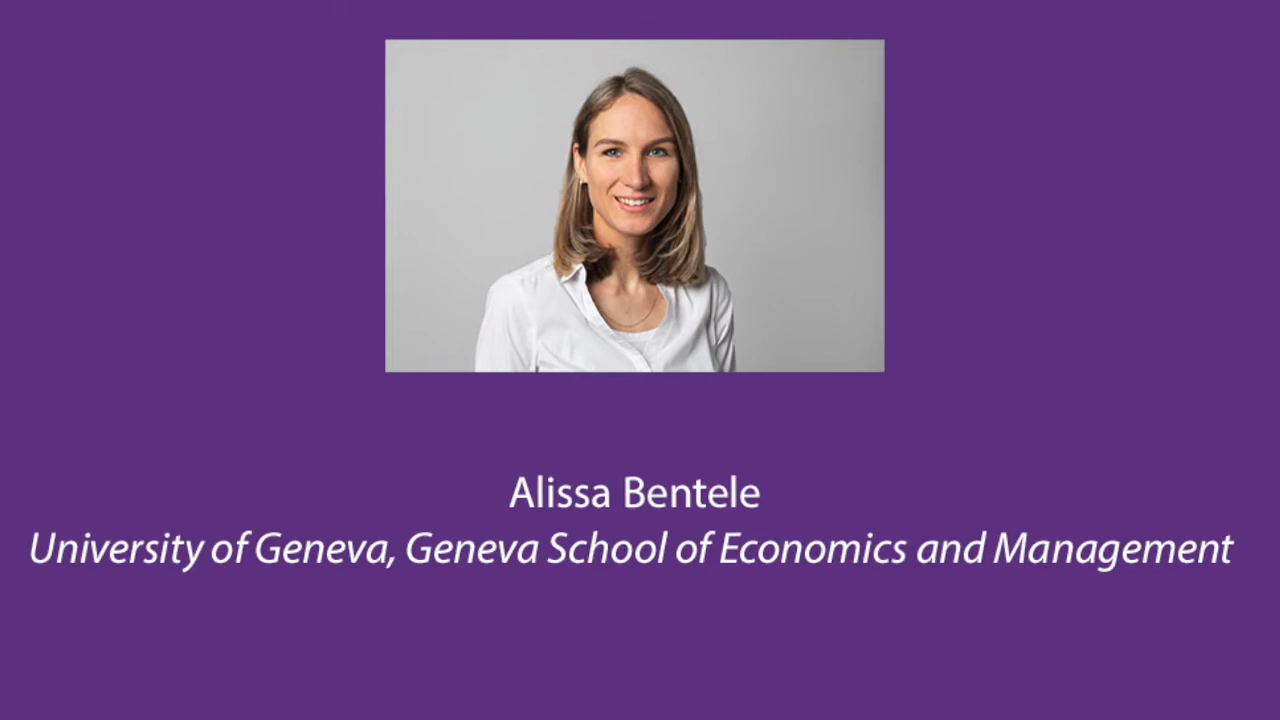 Alissa Bentele
University of Geneva, Geneva School of Economics and Management